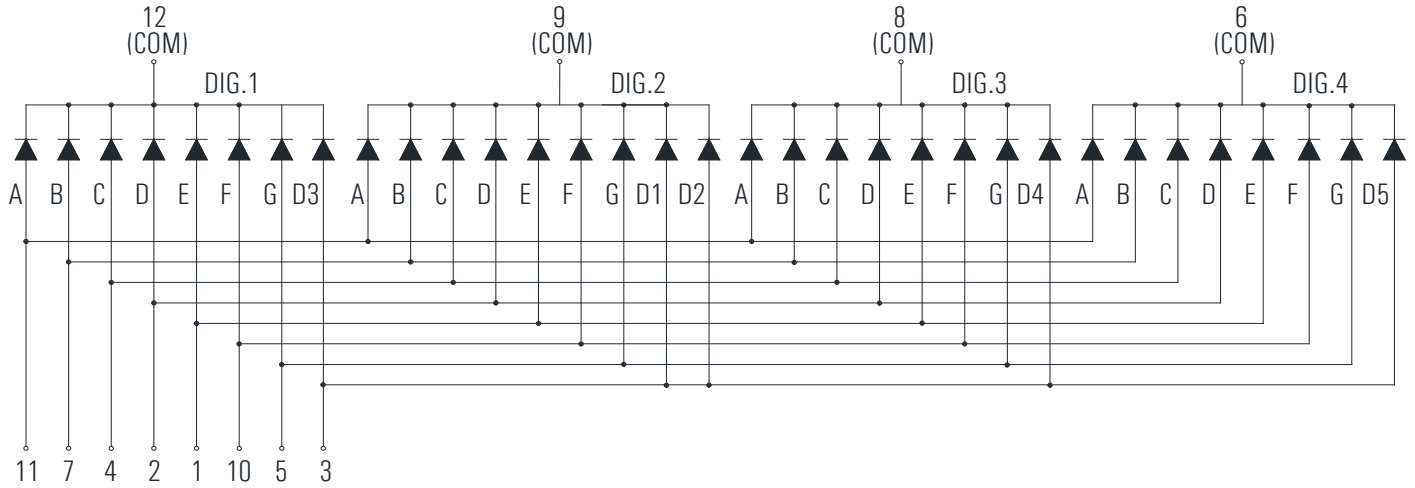 12 9 8 6
(COM) (COM) (COM) (COM)
DIG.1 DIG.2 DIG.3 DIG.4
A B C D E F G D3 A B C D E F G D1 D2 A B C D E F G D4 A B C D E F G D5
11 7 4 2 1 10 5 3